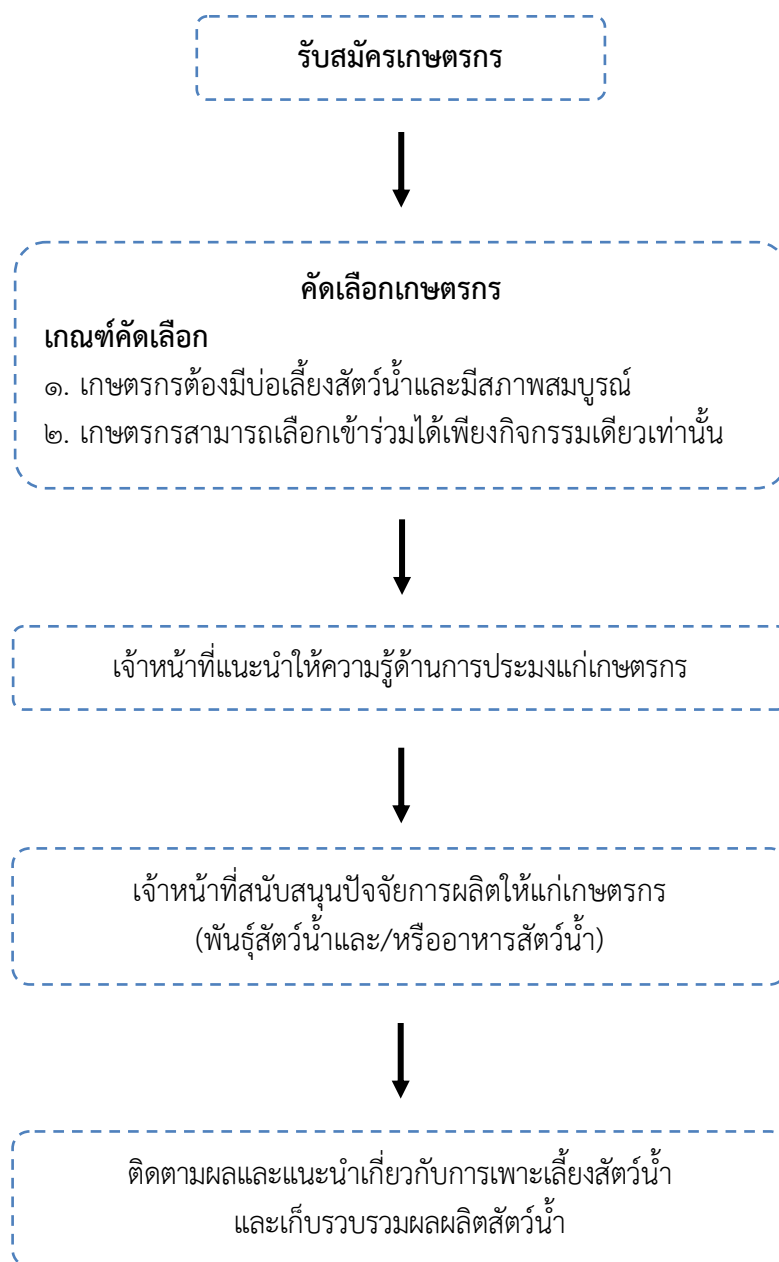 รับสมัครเกษตรกร
คัดเลือกเกษตรกร
เกณฑ์คัดเลือก
๑. เกษตรกรต้องมีบ่อเลี้ยงสัตว์น้ำและมีสภาพสมบูรณ์
๒. เกษตรกรสามารถเลือกเข้าร่วมได้เพียงกิจกรรมเดียวเท่านั้น
เจ้าหน้าที่แนะนำให้ความรู้ด้านการประมงแก่เกษตรกร
เจ้าหน้าที่สนับสนุนปัจจัยการผลิตให้แก่เกษตรกร
(พันธุ์สัตว์น้ำและ/หรืออาหารสัตว์น้ำ)
ติดตามผลและแนะนำเกี่ยวกับการเพาะเลี้ยงสัตว์น้ำ
และเก็บรวบรวมผลผลิตสัตว์น้ำ